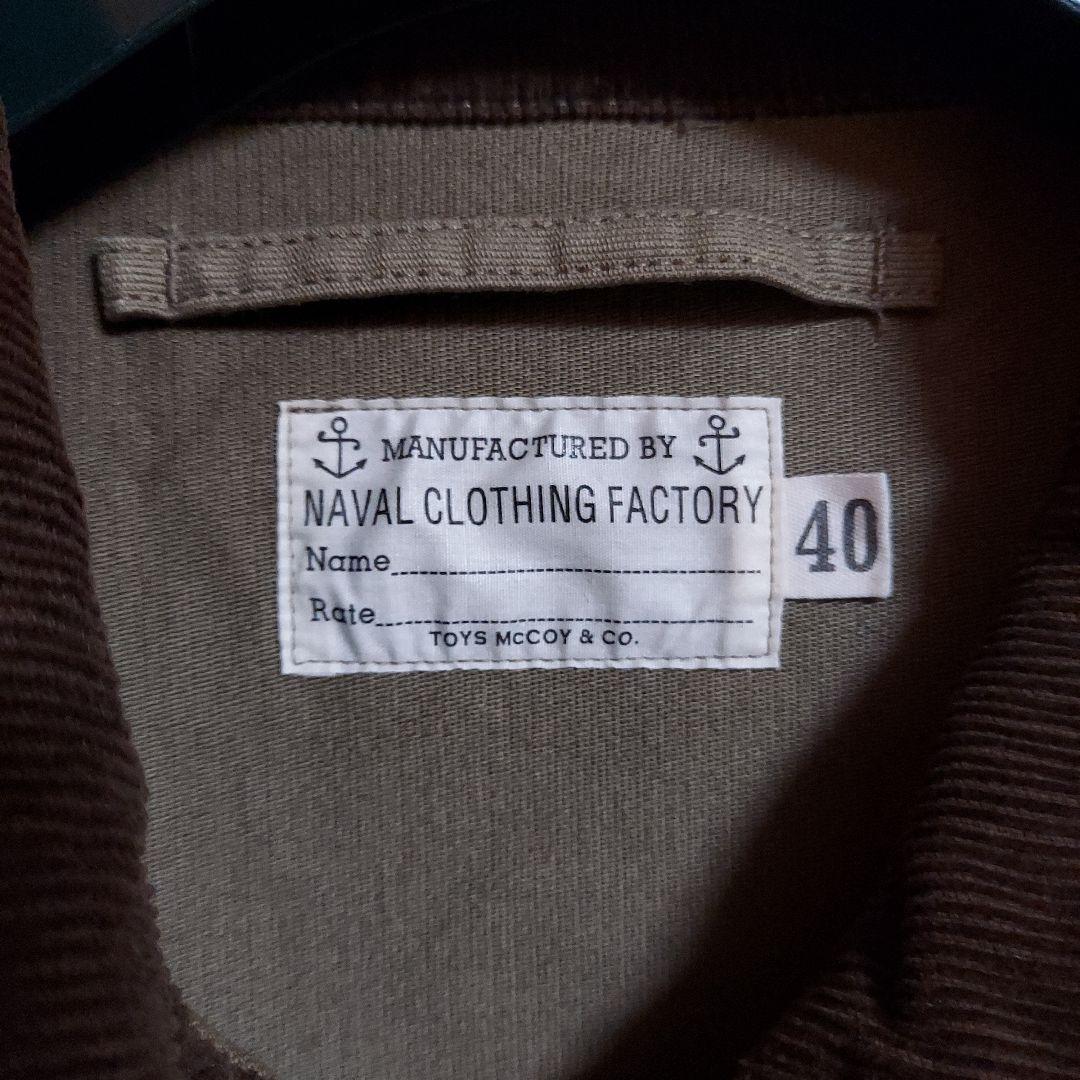 MANUFACTURED BY
NAVAL CLOTHING FACTORY
Name
Rate
TOYS McCOY & CO.
40